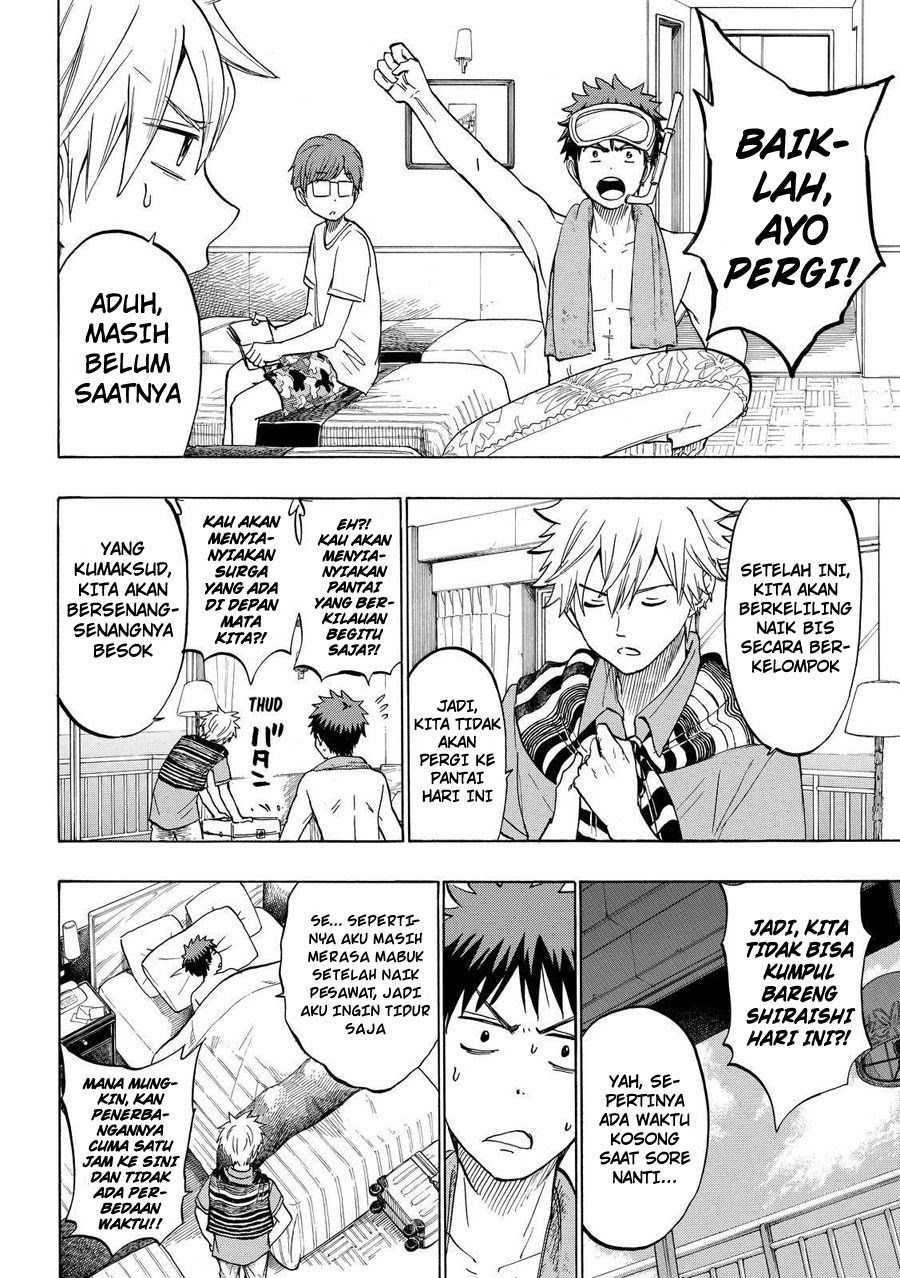 BAIK-
LAH,
AYO
PERGI!
ADUH,
MASIH
BELUM
SAATNYA
SETELAH INI,
KITA AKAN
BERKELILING
NAIK BIS
SECARA BER-
KELOMPOK
JADI,
KITA TIDAK
AKAN
PERGI KE
PANTAI
HARI INI
EH?!
KAU AKAN
MENYIA-
NYIAKAN
PANTAI
YANG BER-
KILAUAN
BEGITU
SAJA?!
KAU AKAN
MENYIA-
NYIAKAN
SURGA
YANG ADA
DI DEPAN
MATA
KITA?!
THUD
バタン
YANG
KUMAKSUD,
KITA AKAN
BERSENANG-
SENANGNYA
BESOK
JADI, KITA
TIDAK BISA
KUMPUL
BARENG
SHIRAISHI
HARI INI?!
YAH, SE-
PERTINYA
ADA WAKTU
KOSONG
SAAT SORE
NANTI...
SE... SEPERTI-
NYA AKU MASIH
MERASA MABUK
SETELAH NAIK
PESAWAT, JADI
AKU INGIN TIDUR
SAJA
MANA MUNG-
KIN, KAN
PENERBA-
NGANNYA
CUMA SATU
JAM KE SINI
DAN TIDAK
ADA PER-
BEDAAN
WAKTU!!